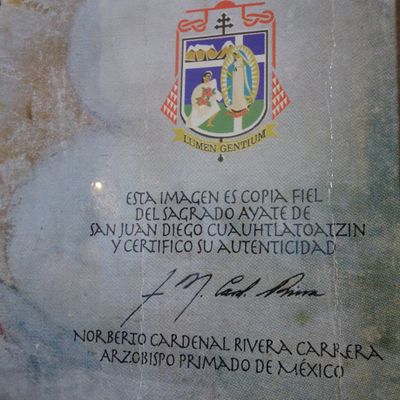 LUMEN GENTIUM
ESTA IMAGEN ES COPIA FIEL
DEL SAGRADO AYATE DE
SAN JUAN DIEGO CUAUHTLATOATZIN
Y CERTIFICO SU AUTENTICIDAD
NORBERTO CARDENAL RIVERA CARRERA
ARZOBISPO PRIMADO DE MÉXICO